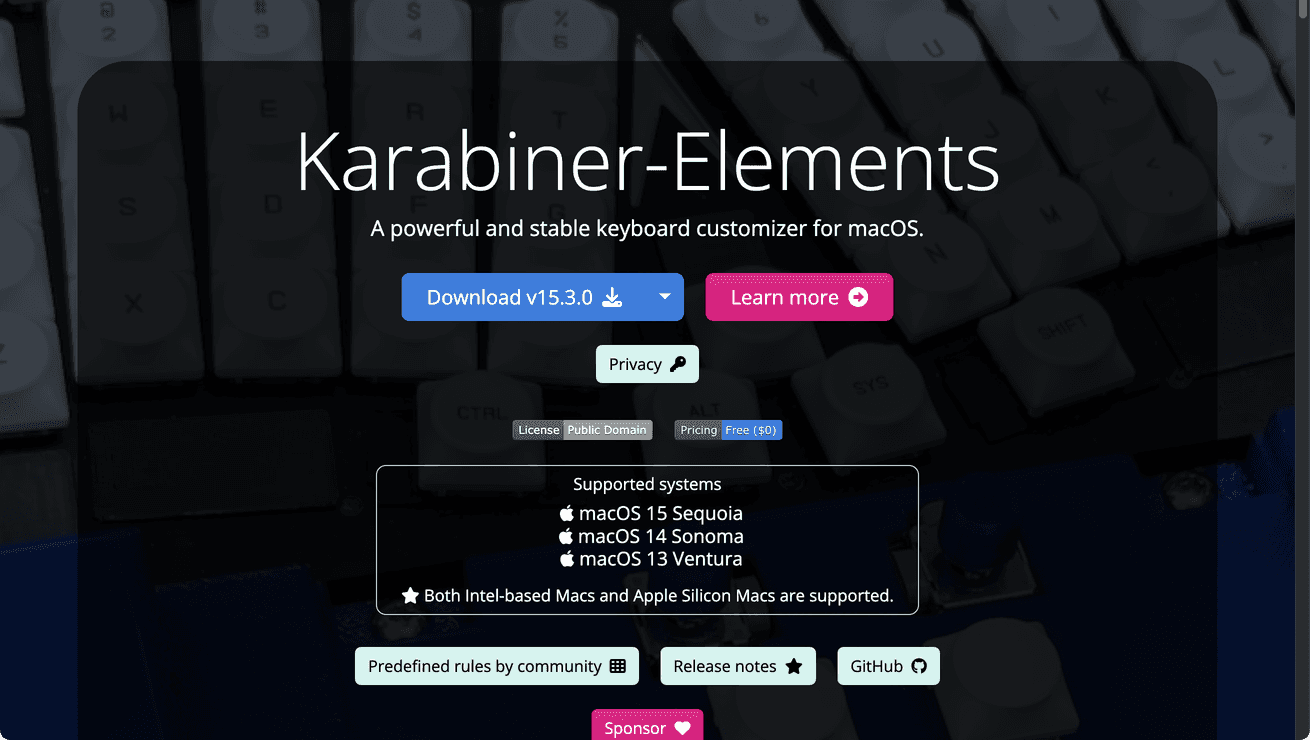 Karabiner-Elements
A powerful and stable keyboard customizer for macOS.
Download v15.3.0
Learn more
Privacy
License Public Domain
Pricing Free ($0)
Supported systems
macOS 15 Sequoia
macOS 14 Sonoma
macOS 13 Ventura
Both Intel-based Macs and Apple Silicon Macs are supported.
Predefined rules by community
Release notes
GitHub
Sponsor